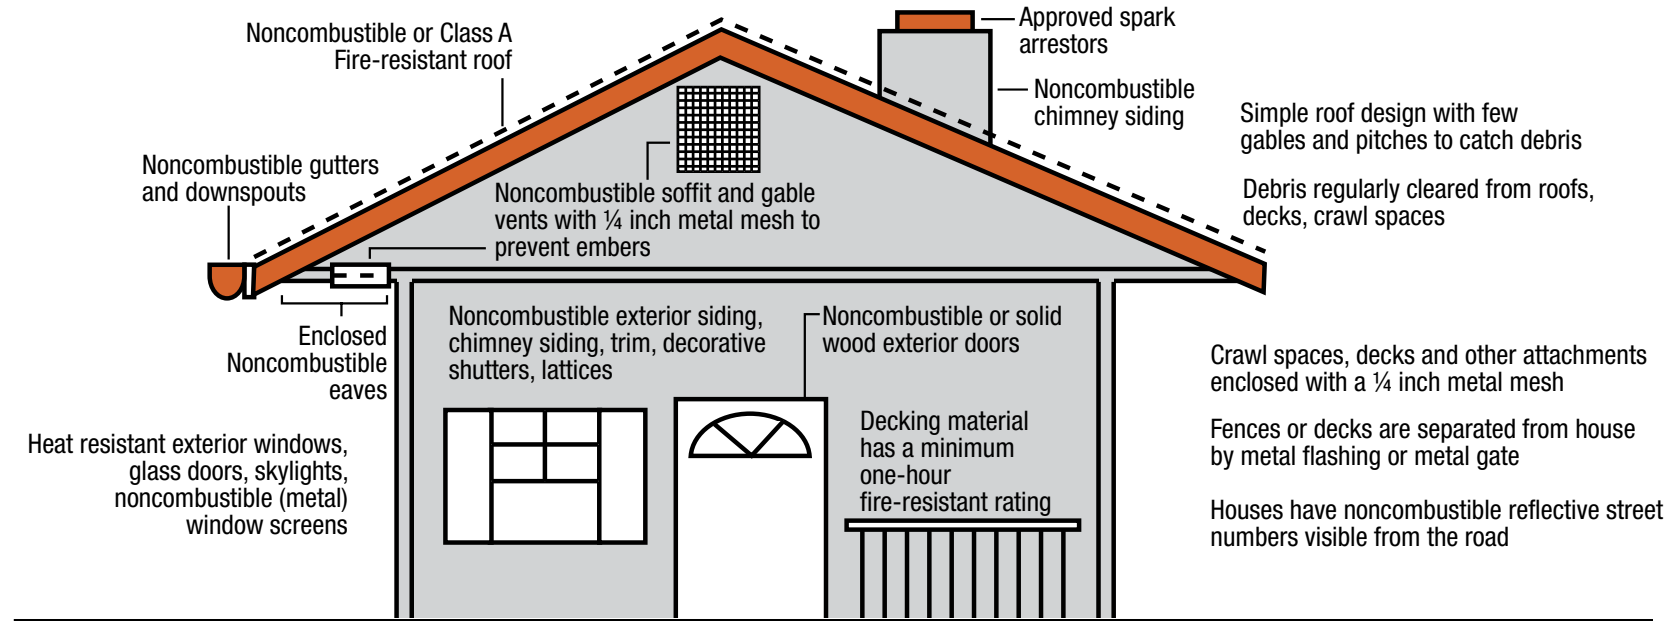 Noncombustible or Class A
Fire-resistant roof
Approved spark
arrestors
Noncombustible
chimney siding
Simple roof design with few
gables and pitches to catch debris
Noncombustible gutters
and downspouts
Noncombustible soffit and gable
vents with ¼ inch metal mesh to
prevent embers
Debris regularly cleared from roofs,
decks, crawl spaces
Enclosed
Noncombustible
eaves
Noncombustible exterior siding,
chimney siding, trim, decorative
shutters, lattices
Noncombustible or solid
wood exterior doors
Crawl spaces, decks and other attachments
enclosed with a ¼ inch metal mesh
Heat resistant exterior windows,
glass doors, skylights,
noncombustible (metal)
window screens
Decking material
has a minimum
one-hour
fire-resistant rating
Fences or decks are separated from house
by metal flashing or metal gate
Houses have noncombustible reflective street
numbers visible from the road